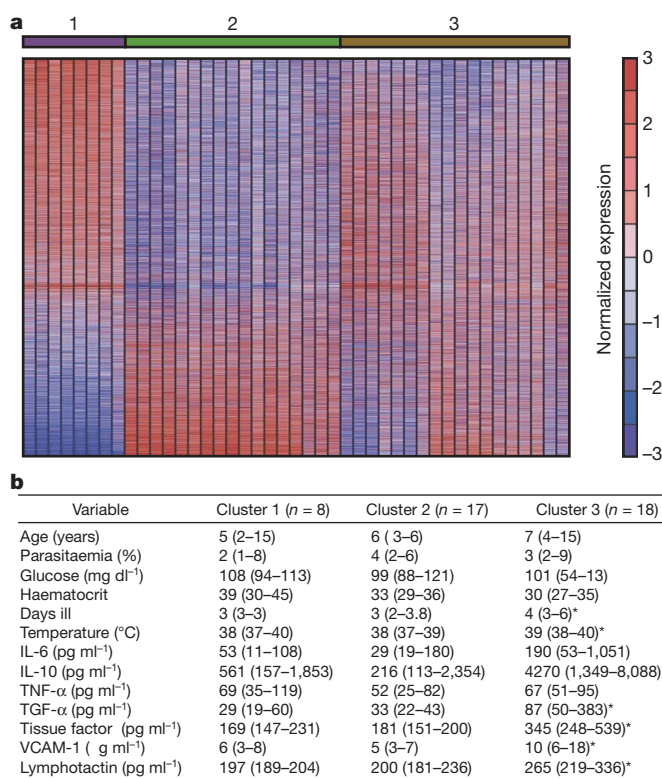 a
1 2 3
3
2
1
0
−1
−2
−3
Normalized expression
b
Variable Cluster 1 (n = 8) Cluster 2 (n = 17) Cluster 3 (n = 18)
Age (years) 5 (2–15) 6 ( 3–6) 7 (4–15)
Parasitaemia (%) 2 (1–8) 4 (2–6) 3 (2–9)
Glucose (mg dl⁻¹) 108 (94–113) 99 (88–121) 101 (54–13)
Haematocrit 39 (30–45) 33 (29–36) 30 (27–35)
Days ill 3 (3–3) 3 (2–3.8) 4 (3–6)*
Temperature (°C) 38 (37–40) 38 (37–39) 39 (38–40)*
IL-6 (pg ml⁻¹) 53 (11–108) 29 (19–180) 190 (53–1,051)
IL-10 (pg ml⁻¹) 561 (157–1,853) 216 (113–2,354) 4270 (1,349–8,088)
TNF-α (pg ml⁻¹) 69 (35–119) 52 (25–82) 67 (51–95)
TGF-α (pg ml⁻¹) 29 (19–60) 33 (22–43) 87 (50–383)*
Tissue factor (pg ml⁻¹) 169 (147–231) 181 (151–200) 345 (248–539)*
VCAM-1 ( g ml⁻¹) 6 (3–8) 5 (3–7) 10 (6–18)*
Lymphotactin (pg ml⁻¹) 197 (189–204) 200 (181–236) 265 (219–336)*